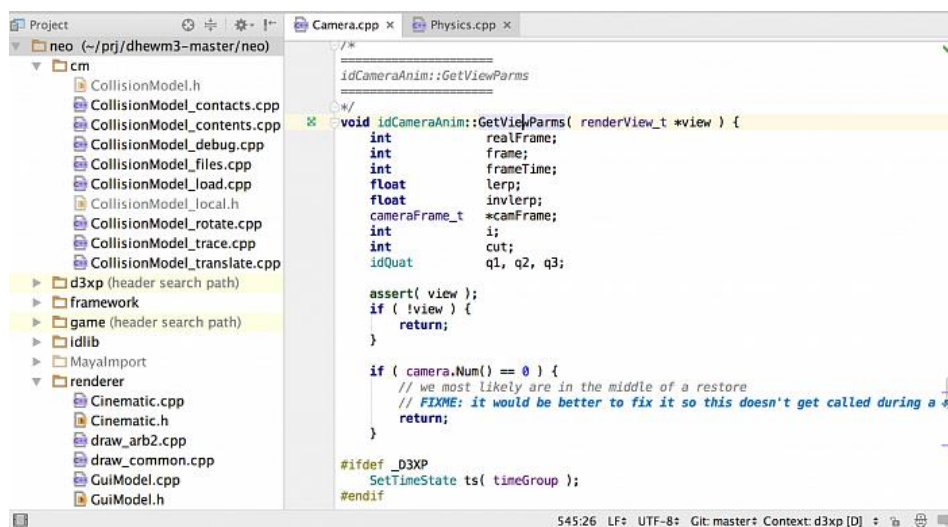 Project
Camera.cpp ×
Physics.cpp ×
neo (~/prj/dhewm3-master/neo)
cm
CollisionModel.h
CollisionModel_contacts.cpp
CollisionModel_contents.cpp
CollisionModel_debug.cpp
CollisionModel_files.cpp
CollisionModel_load.cpp
CollisionModel_local.h
CollisionModel_rotate.cpp
CollisionModel_trace.cpp
CollisionModel_translate.cpp
d3xp (header search path)
framework
game (header search path)
idlib
MayaImport
renderer
Cinematic.cpp
Cinematic.h
draw_arb2.cpp
draw_common.cpp
GuiModel.cpp
GuiModel.h
/*
=====================
idCameraAnim::GetViewParms
=====================
*/
void idCameraAnim::GetViewParms( renderView_t *view ) {
int realFrame;
int frame;
int frameTime;
float lerp;
float invlerp;
cameraFrame_t *camFrame;
int i;
int cut;
idQuat q1, q2, q3;
assert( view );
if ( !view ) {
return;
}
if ( camera.Num() == 0 ) {
// we most likely are in the middle of a restore
// FIXME: it would be better to fix it so this doesn't get called during a
return;
}
#ifdef _D3XP
SetTimeState ts( timeGroup );
#endif
545:26 LF÷ UTF-8÷ Git: master÷ Context: d3xp [D]